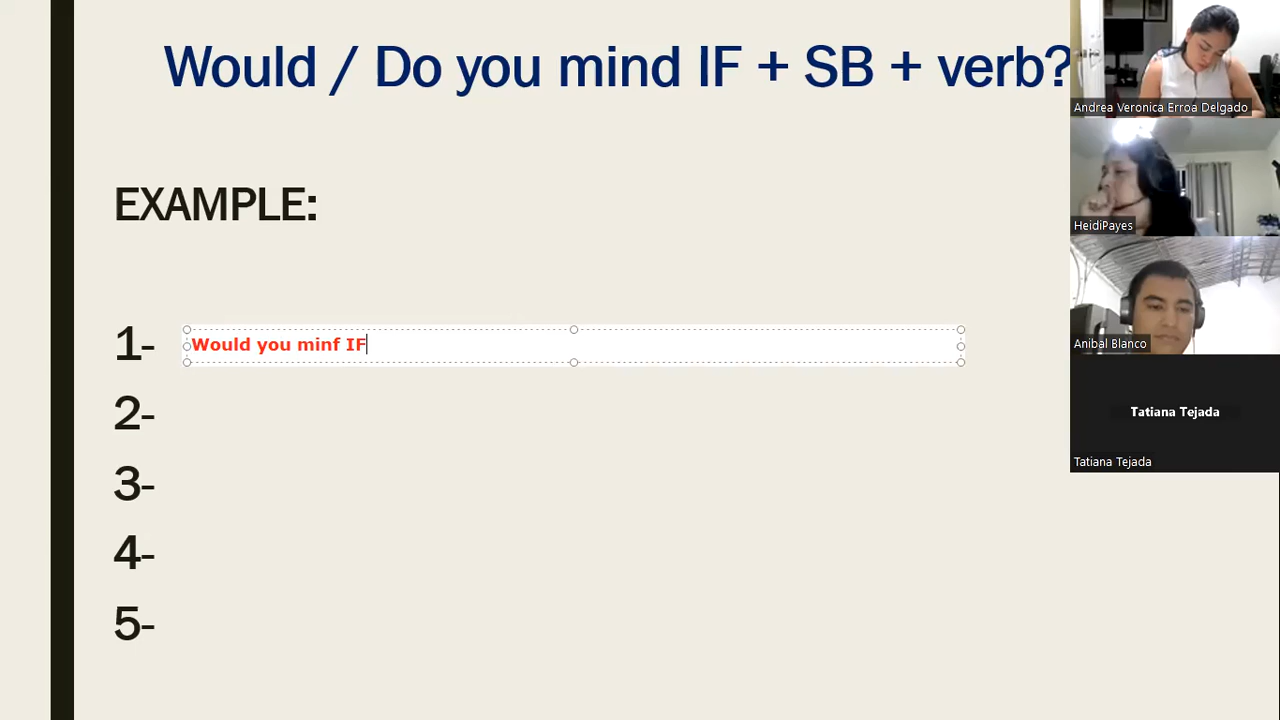 Would / Do you mind IF + SB + verb?
EXAMPLE:
1- Would you minf IF
2-
3-
4-
5-
Andrea Veronica Erroa Delgado
HeidiPayes
Anibal Blanco
Tatiana Tejada
Tatiana Tejada